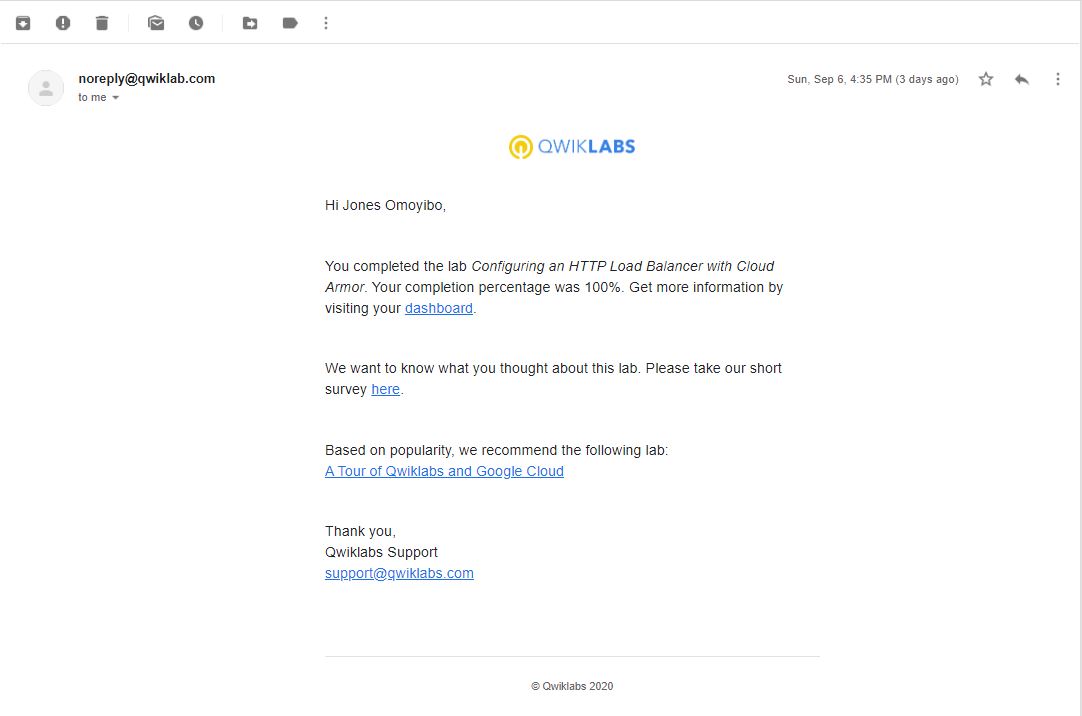 noreply@qwiklab.com
Sun, Sep 6, 4:35 PM (3 days ago)
to me
QWIKLABS
Hi Jones Omoyibo,
You completed the lab Configuring an HTTP Load Balancer with Cloud
Armor. Your completion percentage was 100%. Get more information by
visiting your dashboard.
We want to know what you thought about this lab. Please take our short
survey here.
Based on popularity, we recommend the following lab:
A Tour of Qwiklabs and Google Cloud
Thank you,
Qwiklabs Support
support@qwiklabs.com
© Qwiklabs 2020